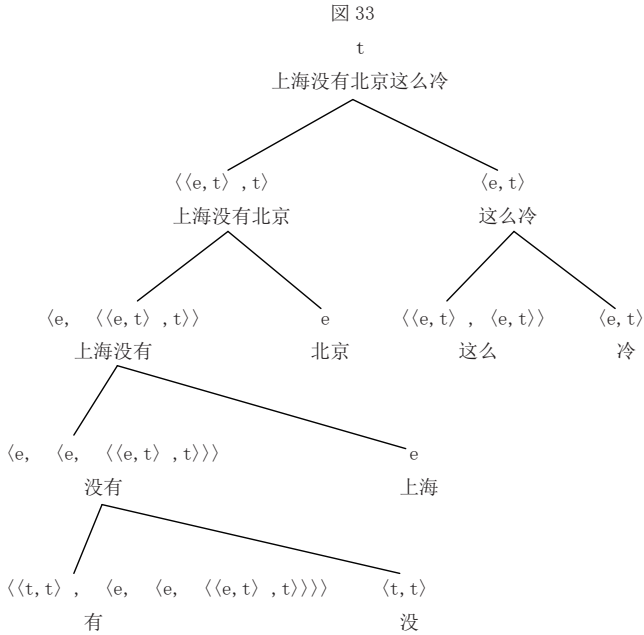 図 33
t
上海没有北京这么冷
〈〈e,t〉,t〉 〈e,t〉
上海没有北京 这么冷
〈e, 〈〈e,t〉,t〉〉 e 〈〈e,t〉, 〈e,t〉〉 〈e,t〉
上海没有 北京 这么 冷
〈e, 〈e, 〈〈e,t〉,t〉〉〉 e
没有 上海
〈〈t,t〉, 〈e, 〈e, 〈〈e,t〉,t〉〉〉〉 〈t,t〉
有 没